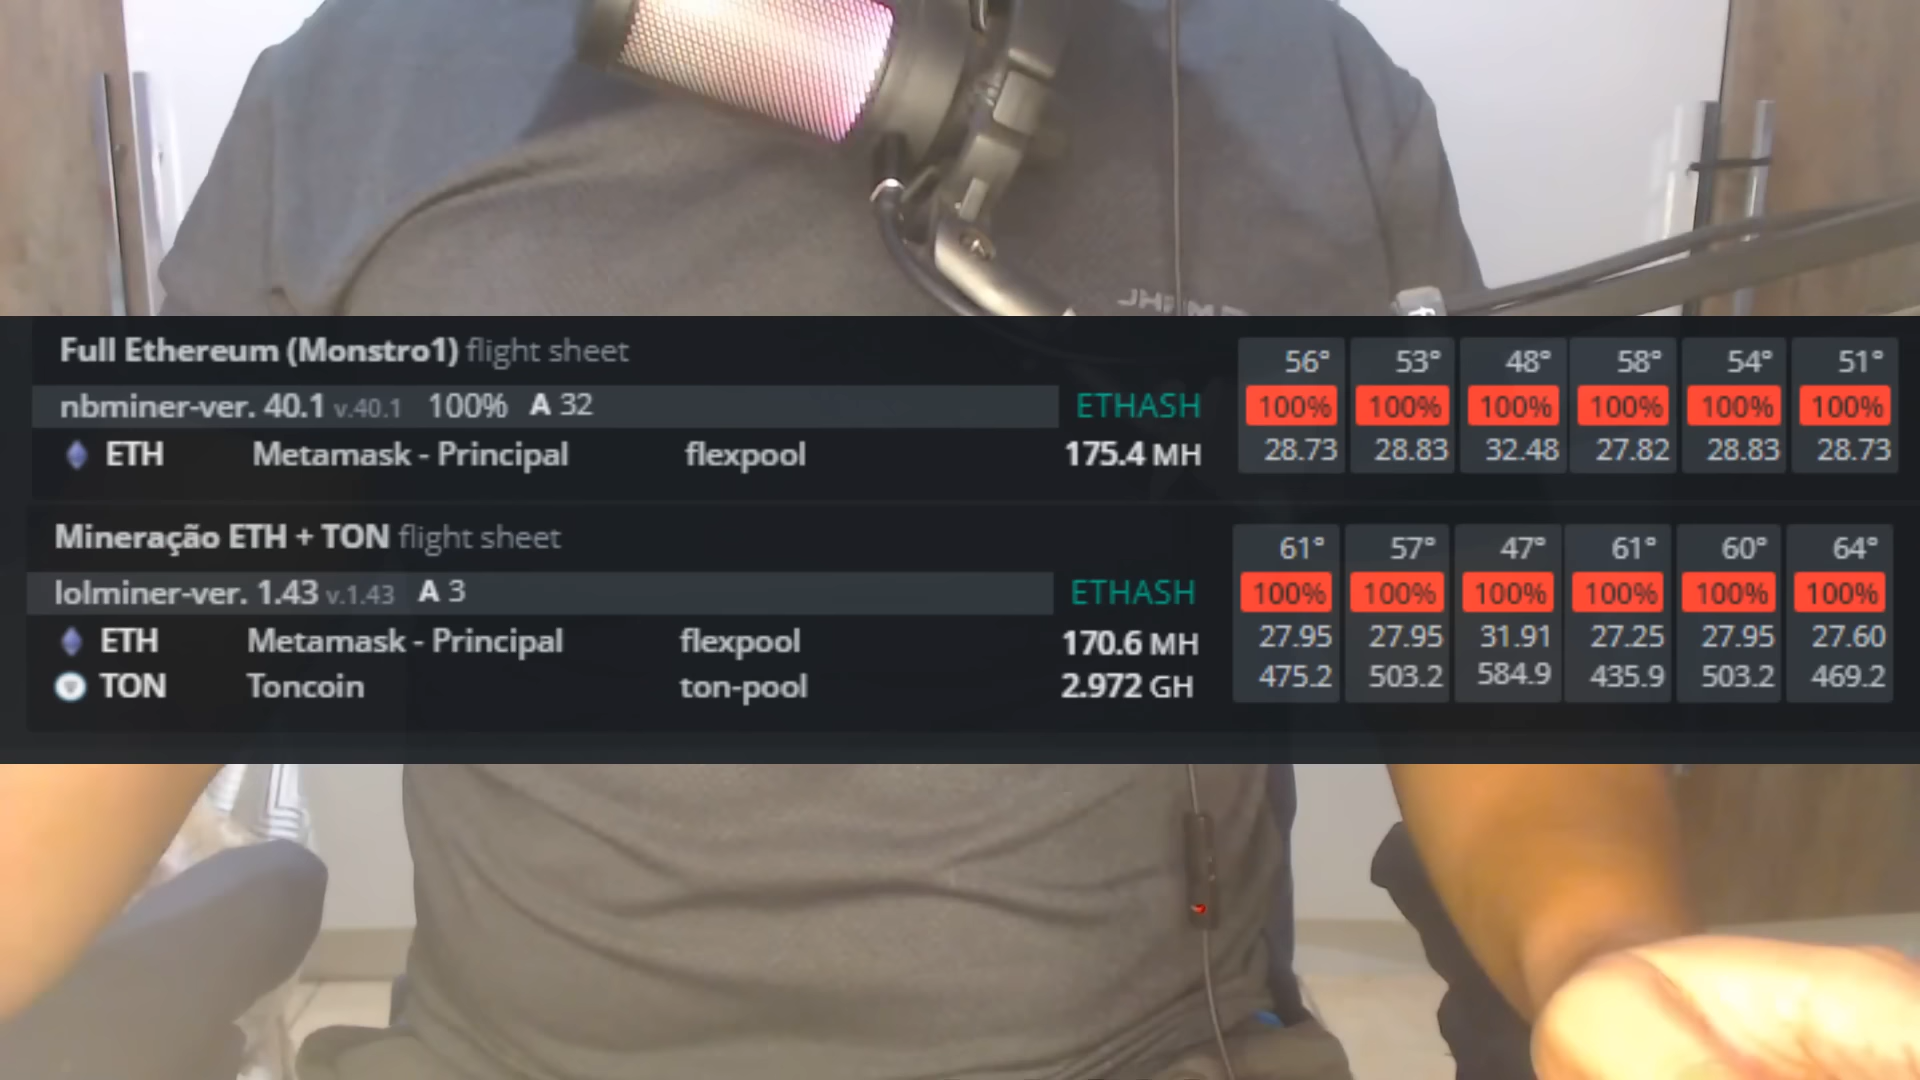 Full Ethereum (Monstro1) flight sheet
56° 53° 48° 58° 54° 51°
nbminer-ver. 40.1 v.40.1 100% A 32 ETHASH 100% 100% 100% 100% 100% 100%
ETH Metamask - Principal flexpool 175.4 MH 28.73 28.83 32.48 27.82 28.83 28.73
Mineração ETH + TON flight sheet
61° 57° 47° 61° 60° 64°
lolminer-ver. 1.43 v.1.43 A 3 ETHASH 100% 100% 100% 100% 100% 100%
ETH Metamask - Principal flexpool 170.6 MH 27.95 27.95 31.91 27.25 27.95 27.60
TON Toncoin ton-pool 2.972 GH 475.2 503.2 584.9 435.9 503.2 469.2